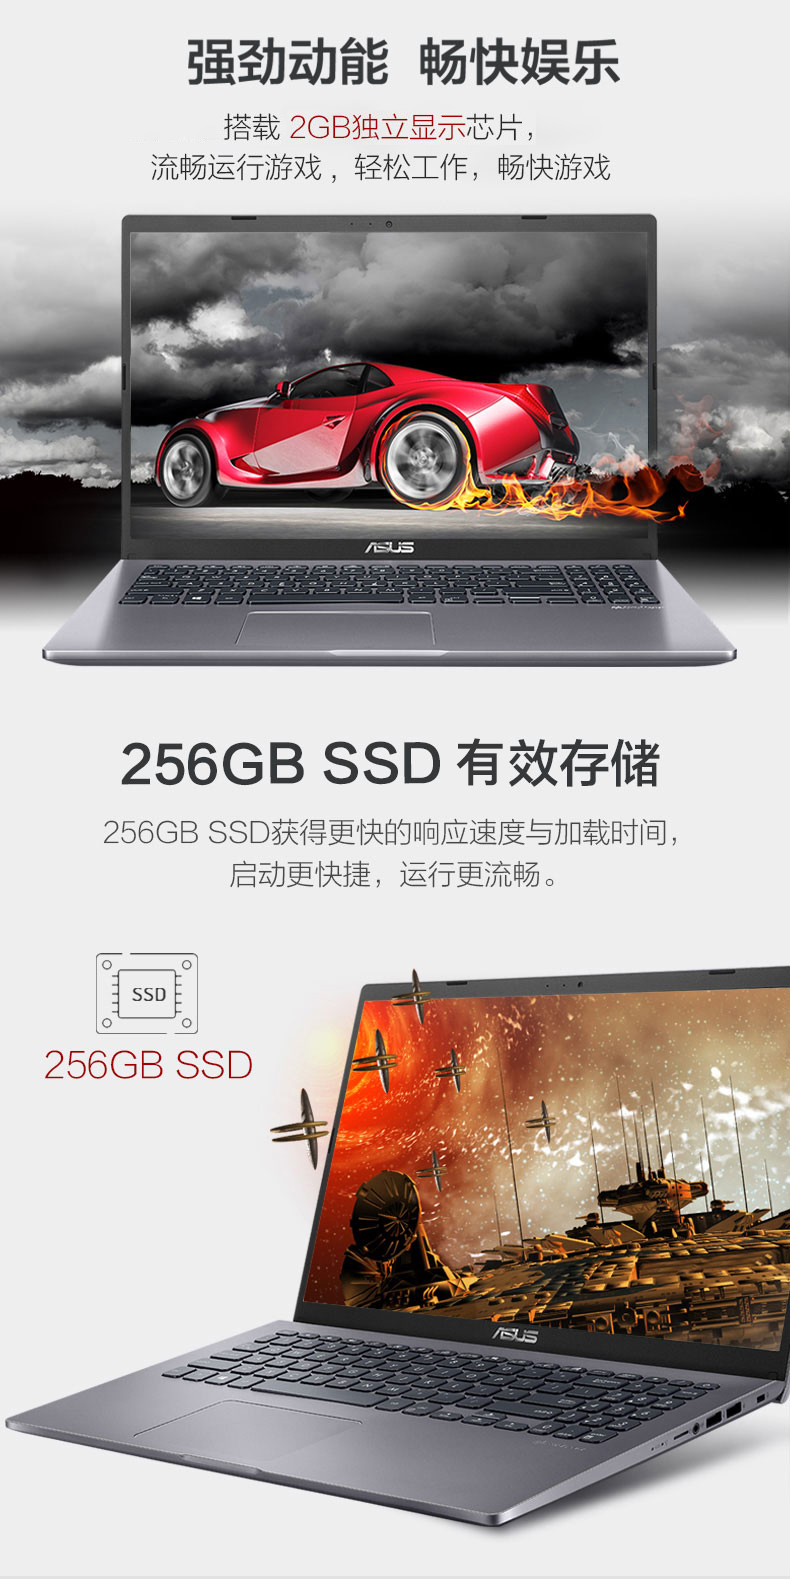 强劲动能 畅快娱乐
搭载 2GB独立显示芯片，
流畅运行游戏，轻松工作，畅快游戏
ASUS
256GB SSD 有效存储
256GB SSD获得更快的响应速度与加载时间，
启动更快捷，运行更流畅。
SSD
256GB SSD
ASUS